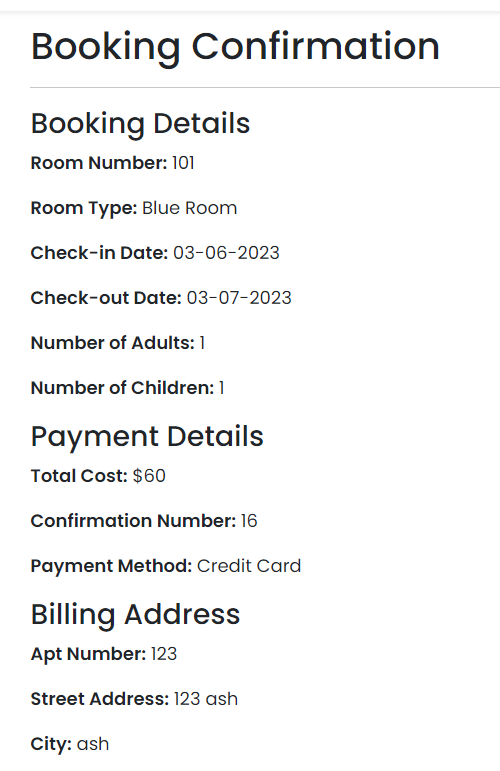 Booking Confirmation
Booking Details
Room Number: 101
Room Type: Blue Room
Check-in Date: 03-06-2023
Check-out Date: 03-07-2023
Number of Adults: 1
Number of Children: 1
Payment Details
Total Cost: $60
Confirmation Number: 16
Payment Method: Credit Card
Billing Address
Apt Number: 123
Street Address: 123 ash
City: ash